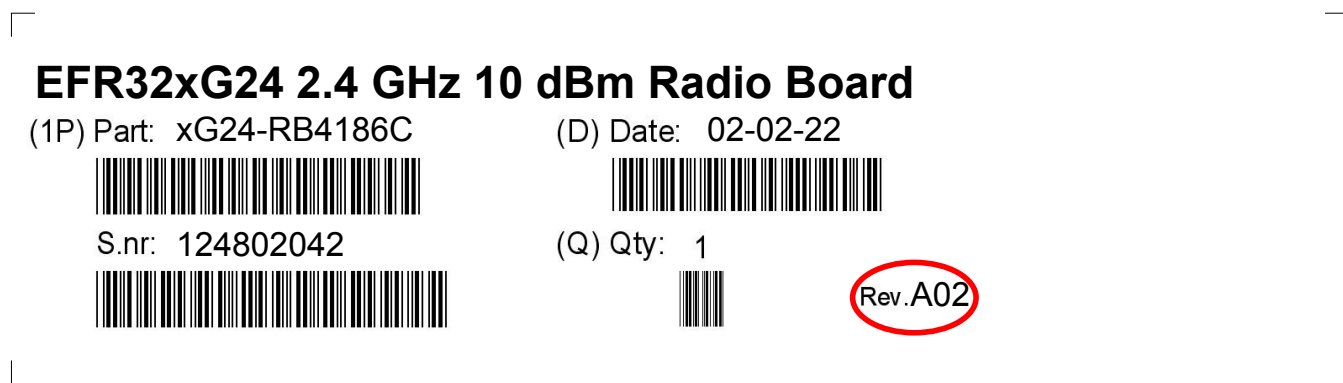 EFR32xG24 2.4 GHz 10 dBm Radio Board
(1P) Part: xG24-RB4186C
(D) Date: 02-02-22
S.nr: 124802042
(Q) Qty: 1
Rev.A02